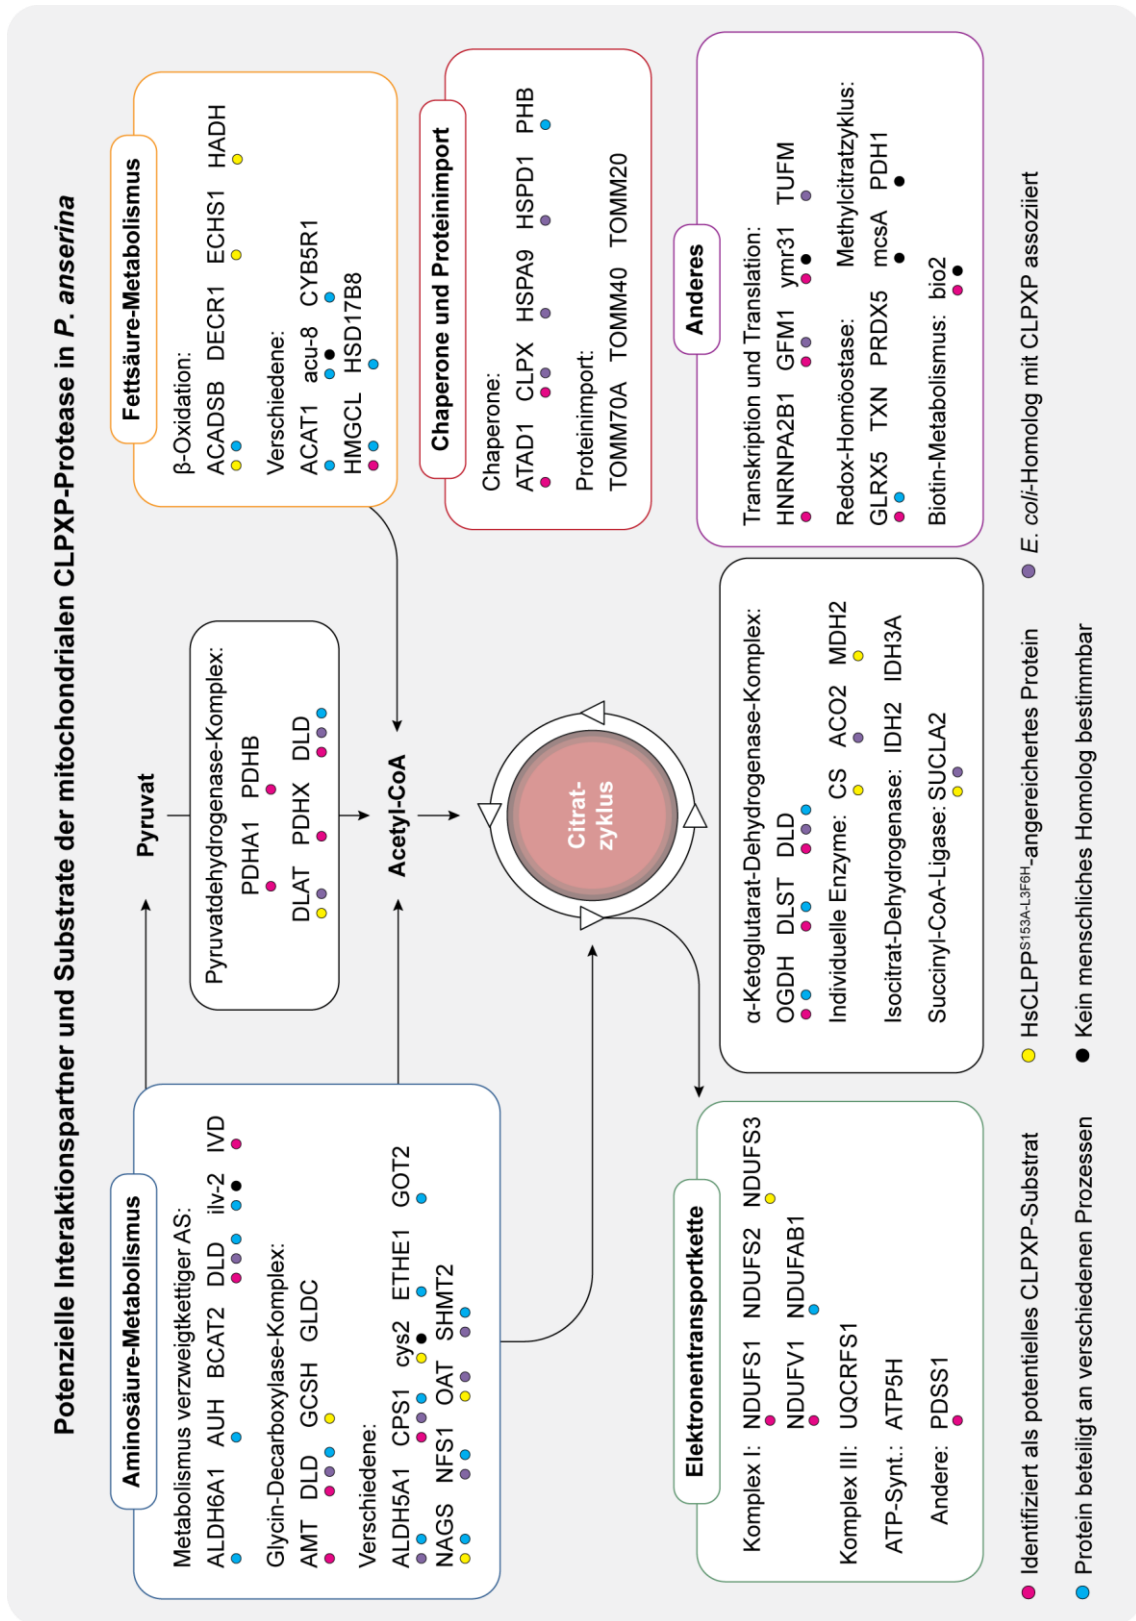 Potenzielle Interaktionspartner und Substrate der mitochondrialen CLPXP-Protease in P. anserina
Aminosäure-Metabolismus
Metabolismus verzweigtkettiger AS:
ALDH6A1 AUH BCAT2 DLD ilv-2 IVD
Glycin-Decarboxylase-Komplex:
AMT DLD GCSH GLDC
Verschiedene:
ALDH5A1 CPS1 cys2 ETHE1 GOT2
NAGS NFS1 OAT SHMT2
Pyruvat
Pyruvatdehydrogenase-Komplex:
PDHA1 PDHB
DLAT PDHX DLD
Acetyl-CoA
Citrat-
zyklus
Fettsäure-Metabolismus
β-Oxidation:
ACADSB DECR1 ECHS1 HADH
Verschiedene:
ACAT1 acu-8 CYB5R1
HMGCL HSD17B8
Chaperone und Proteinimport
Chaperone:
ATAD1 CLPX HSPA9 HSPD1 PHB
Proteinimport:
TOMM70A TOMM40 TOMM20
Elektronentransportkette
Komplex I: NDUFS1 NDUFS2 NDUFS3
NDUFV1 NDUFAB1
Komplex III: UQCRFS1
ATP-Synt.: ATP5H
Andere: PDSS1
α-Ketoglutarat-Dehydrogenase-Komplex:
OGDH DLST DLD
Individuelle Enzyme: CS ACO2 MDH2
Isocitrat-Dehydrogenase: IDH2 IDH3A
Succinyl-CoA-Ligase: SUCLA2
Anderes
Transkription und Translation:
HNRNPA2B1 GFM1 ymr31 TUFM
Redox-Homöostase: Methylcitratzyklus:
GLRX5 TXN PRDX5 mcsA PDH1
Biotin-Metabolismus: bio2
Identifiziert als potentielles CLPXP-Substrat
HsCLPP^S153A-L3F6H-angereichertes Protein
E. coli-Homolog mit CLPXP assoziiert
Protein beteiligt an verschiedenen Prozessen
Kein menschliches Homolog bestimmbar